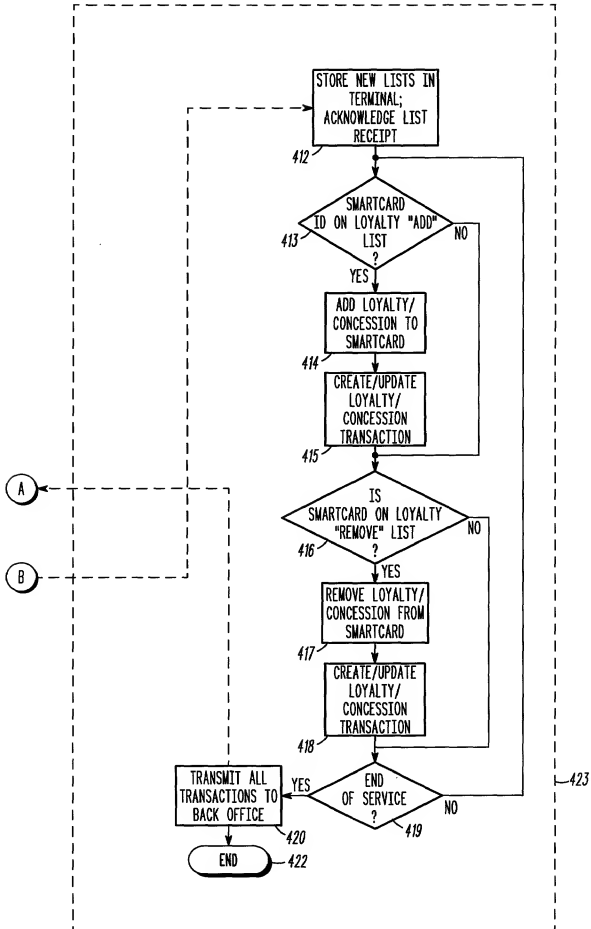 STORE NEW LISTS IN
TERMINAL;
ACKNOWLEDGE LIST
RECEIPT
412
SMARTCARD
ID ON LOYALTY "ADD"
LIST
?
413
NO
YES
ADD LOYALTY/
CONCESSION TO
SMARTCARD
414
CREATE/UPDATE
LOYALTY/
CONCESSION
TRANSACTION
415
A
IS
SMARTCARD ON LOYALTY
"REMOVE" LIST
?
416
NO
YES
B
REMOVE LOYALTY/
CONCESSION FROM
SMARTCARD
417
CREATE/UPDATE
LOYALTY/
CONCESSION
TRANSACTION
418
END
OF SERVICE
?
419
YES
NO
423
TRANSMIT ALL
TRANSACTIONS TO
BACK OFFICE
420
END
422